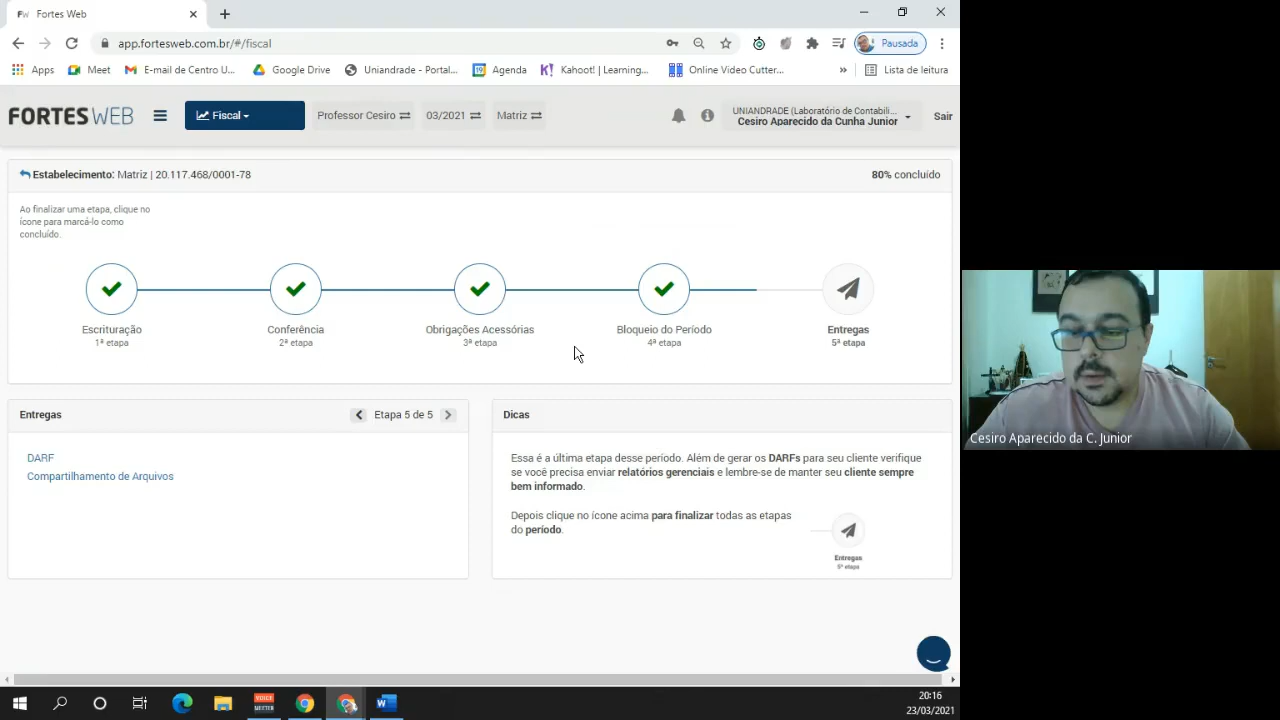 Fortes Web
app.fortesweb.com.br/#/fiscal
Pausada
Apps
Meet
E-mail de Centro U...
Google Drive
Uniandrade - Portal...
Agenda
Kahoot! | Learning...
Online Video Cutter...
»
Lista de leitura
FORTES WEB
Fiscal
Professor Cesiro
03/2021
Matriz
UNIANDRADE (Laboratório de Contabili...
Cesiro Aparecido da Cunha Junior
Sair
Estabelecimento: Matriz | 20.117.468/0001-78
80% concluído
Ao finalizar uma etapa, clique no
ícone para marcá-lo como
concluído.
Escrituração
1ª etapa
Conferência
2ª etapa
Obrigações Acessórias
3ª etapa
Bloqueio do Período
4ª etapa
Entregas
5ª etapa
Entregas
Etapa 5 de 5
DARF
Compartilhamento de Arquivos
Dicas
Essa é a última etapa desse período. Além de gerar os DARFs para seu cliente verifique
se você precisa enviar relatórios gerenciais e lembre-se de manter seu cliente sempre
bem informado.
Depois clique no ícone acima para finalizar todas as etapas
do período.
Entregas
5ª etapa
Cesiro Aparecido da C. Junior
VOICE
MEETER
20:16
23/03/2021